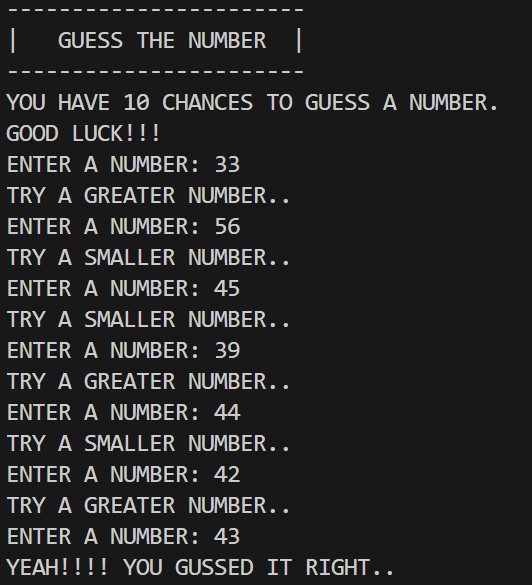 -----------------------
|   GUESS THE NUMBER  |
-----------------------
YOU HAVE 10 CHANCES TO GUESS A NUMBER.
GOOD LUCK!!!
ENTER A NUMBER: 33
TRY A GREATER NUMBER..
ENTER A NUMBER: 56
TRY A SMALLER NUMBER..
ENTER A NUMBER: 45
TRY A SMALLER NUMBER..
ENTER A NUMBER: 39
TRY A GREATER NUMBER..
ENTER A NUMBER: 44
TRY A SMALLER NUMBER..
ENTER A NUMBER: 42
TRY A GREATER NUMBER..
ENTER A NUMBER: 43
YEAH!!!! YOU GUSSED IT RIGHT..